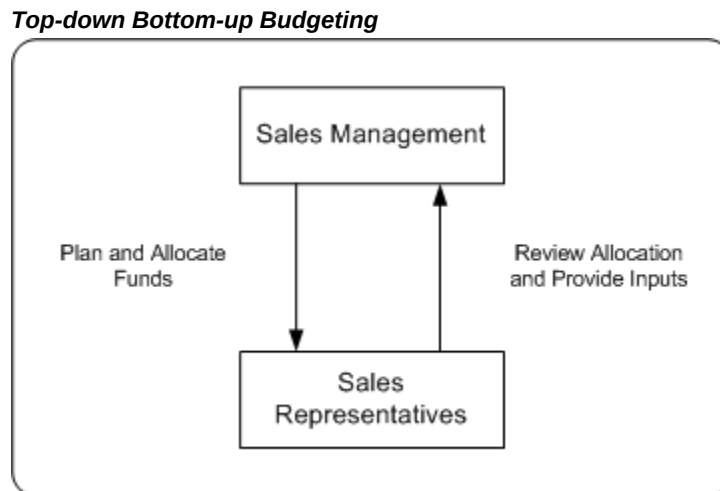 Top-down Bottom-up Budgeting
Sales Management
Plan and Allocate
Funds
Review Allocation
and Provide Inputs
Sales
Representatives